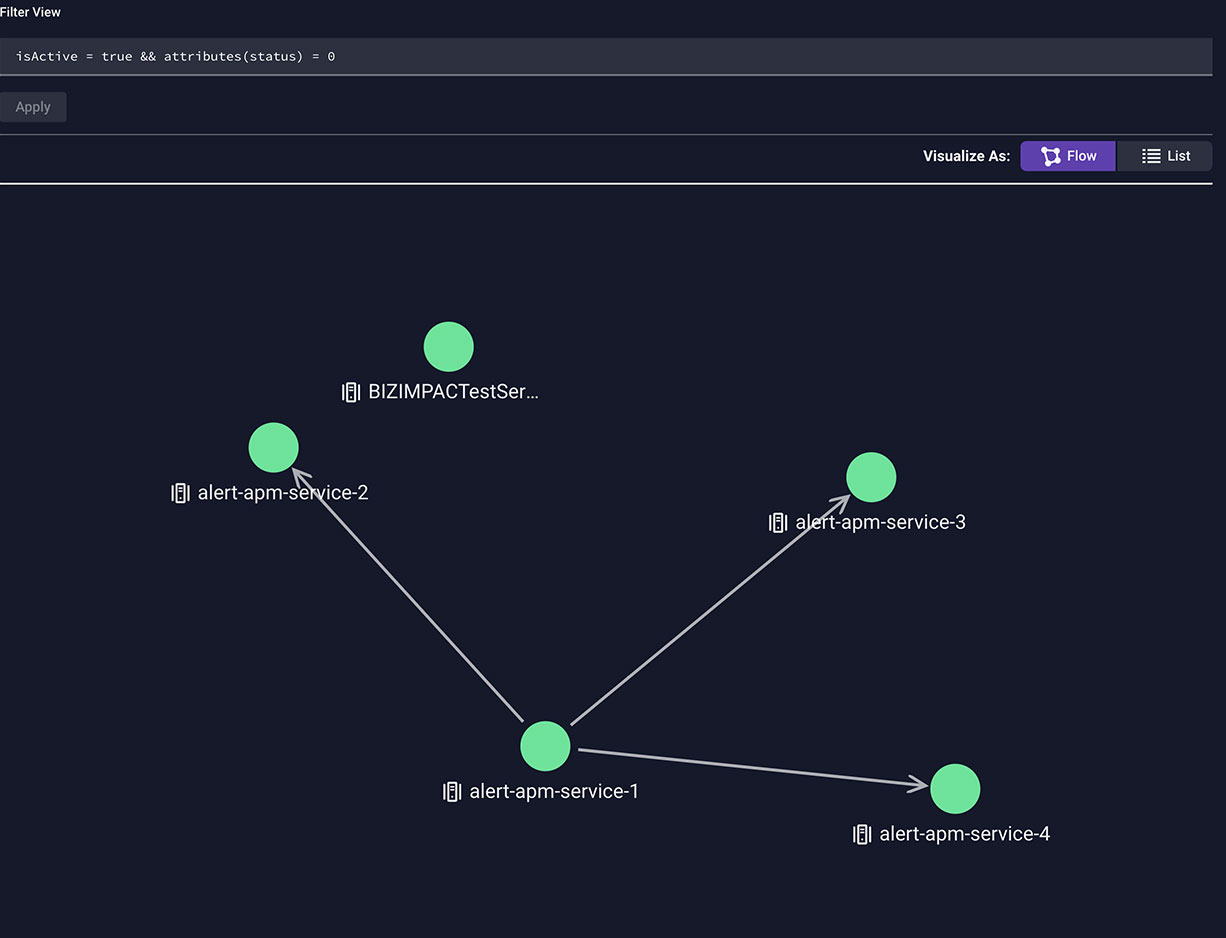 Filter View
isActive = true && attributes(status) = 0
Apply
Visualize As: Flow List
BIZIMPACTestSer...
alert-apm-service-2
alert-apm-service-3
alert-apm-service-1
alert-apm-service-4